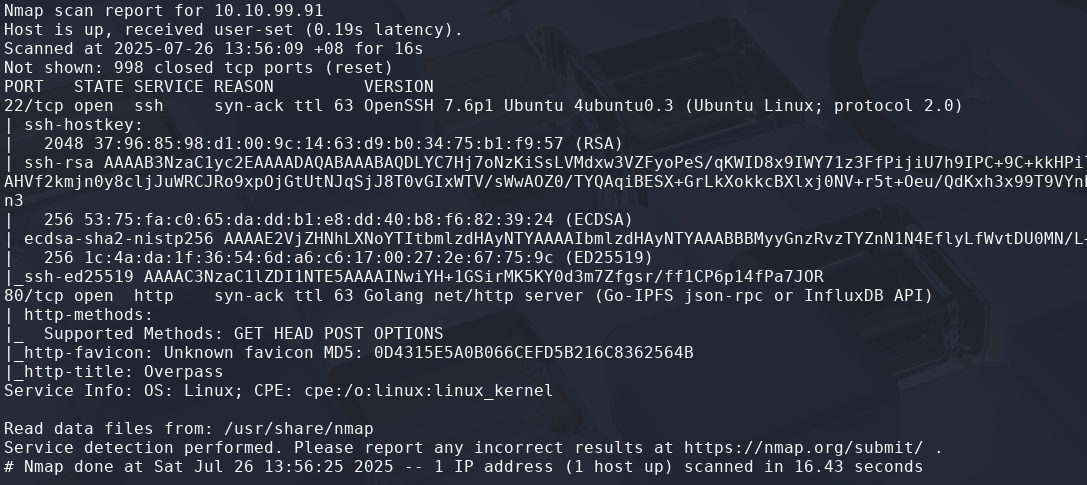 Nmap scan report for 10.10.99.91
Host is up, received user-set (0.19s latency).
Scanned at 2025-07-26 13:56:09 +08 for 16s
Not shown: 998 closed tcp ports (reset)
PORT   STATE SERVICE REASON         VERSION
22/tcp open  ssh     syn-ack ttl 63 OpenSSH 7.6p1 Ubuntu 4ubuntu0.3 (Ubuntu Linux; protocol 2.0)
| ssh-hostkey:
|   2048 37:96:85:98:d1:00:9c:14:63:d9:b0:34:75:b1:f9:57 (RSA)
| ssh-rsa AAAAB3NzaC1yc2EAAAADAQABAAABAQDLYC7Hj7oNzKiSsLVMdxw3VZFyoPeS/qKWID8x9IWY71z3FfPijiU7h9IPC+9C+kkHPi
AHVf2kmjn0y8cljJuWRCJRo9xpOjGtUtNJqSjJ8T0vGIxWTV/sWwAOZ0/TYQAqiBESX+GrLkXokkcBXlxj0NV+r5t+Oeu/QdKxh3x99T9VYn
n3
|   256 53:75:fa:c0:65:da:dd:b1:e8:dd:40:b8:f6:82:39:24 (ECDSA)
| ecdsa-sha2-nistp256 AAAAE2VjZHNhLXNoYTItbmlzdHAyNTYAAAAIbmlzdHAyNTYAAABBBMyyGnzRvzTYZnN1N4EflyLfWvtDU0MN/L
|   256 1c:4a:da:1f:36:54:6d:a6:c6:17:00:27:2e:67:75:9c (ED25519)
|_ssh-ed25519 AAAAC3NzaC1lZDI1NTE5AAAAINwiYH+1GSirMK5KY0d3m7Zfgsr/ff1CP6p14fPa7JOR
80/tcp open  http    syn-ack ttl 63 Golang net/http server (Go-IPFS json-rpc or InfluxDB API)
| http-methods:
|_  Supported Methods: GET HEAD POST OPTIONS
|_http-favicon: Unknown favicon MD5: 0D4315E5A0B066CEFD5B216C8362564B
|_http-title: Overpass
Service Info: OS: Linux; CPE: cpe:/o:linux:linux_kernel
Read data files from: /usr/share/nmap
Service detection performed. Please report any incorrect results at https://nmap.org/submit/ .
# Nmap done at Sat Jul 26 13:56:25 2025 -- 1 IP address (1 host up) scanned in 16.43 seconds